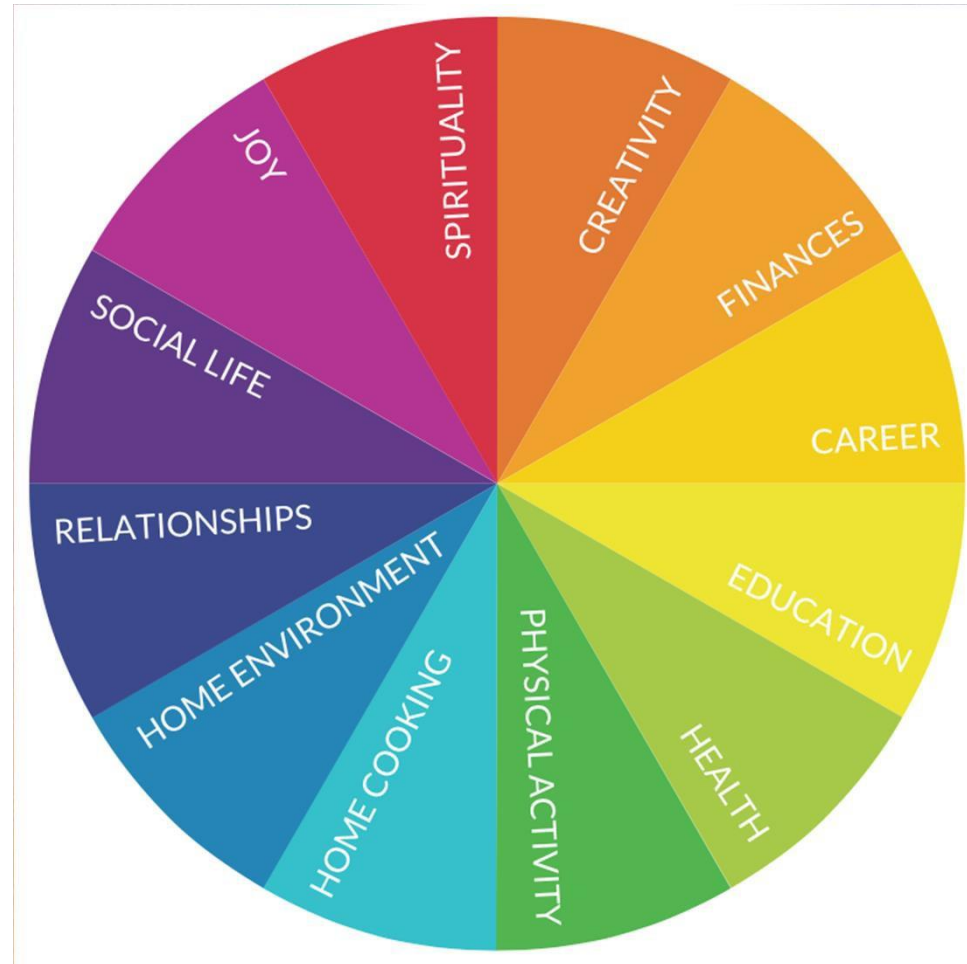 SPIRITUALITY
CREATIVITY
FINANCES
CAREER
EDUCATION
HEALTH
PHYSICAL ACTIVITY
HOME COOKING
HOME ENVIRONMENT
RELATIONSHIPS
SOCIAL LIFE
JOY